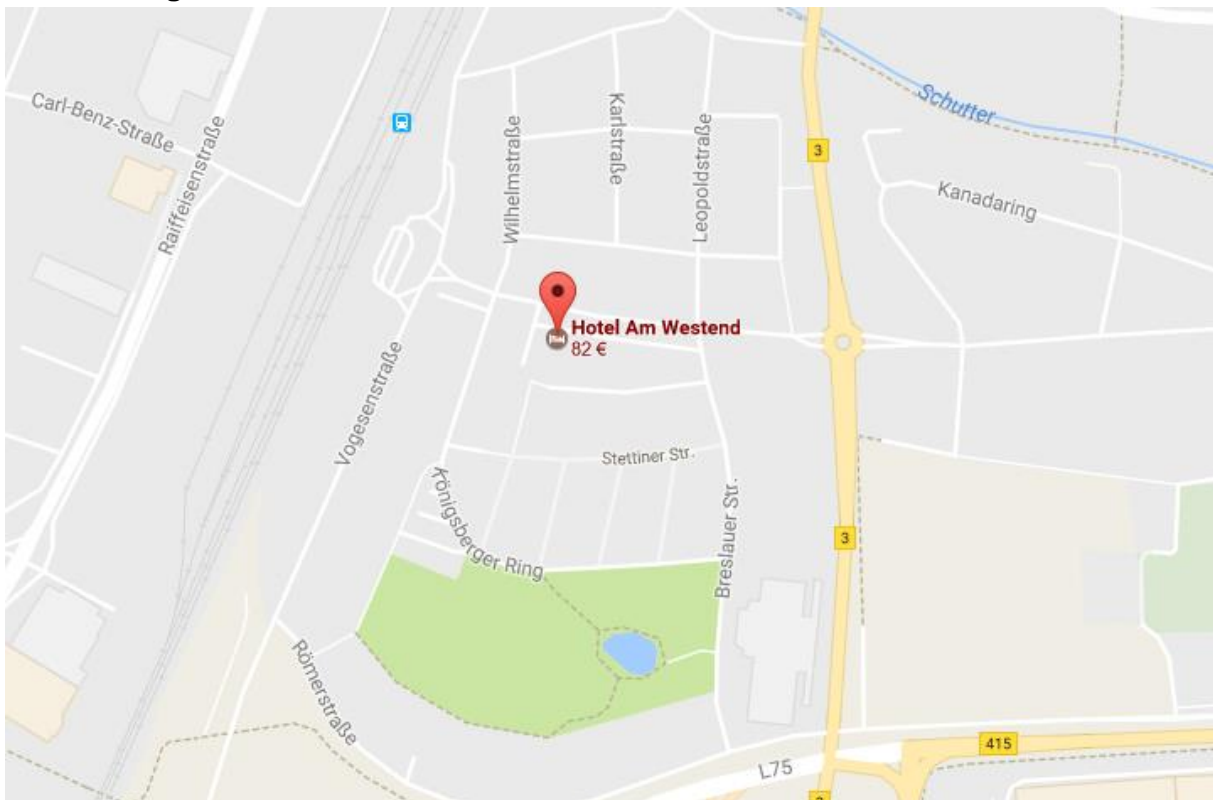 Carl-Benz-Straße
Raiffeisenstraße
Wilhelmstraße
Karlstraße
Leopoldstraße
3
Schutter
Kanadaring
Hotel Am Westend
82 €
Vogesenstraße
Stettiner Str.
Königsberger Ring
Breslauer Str.
3
Römerstraße
L75
415